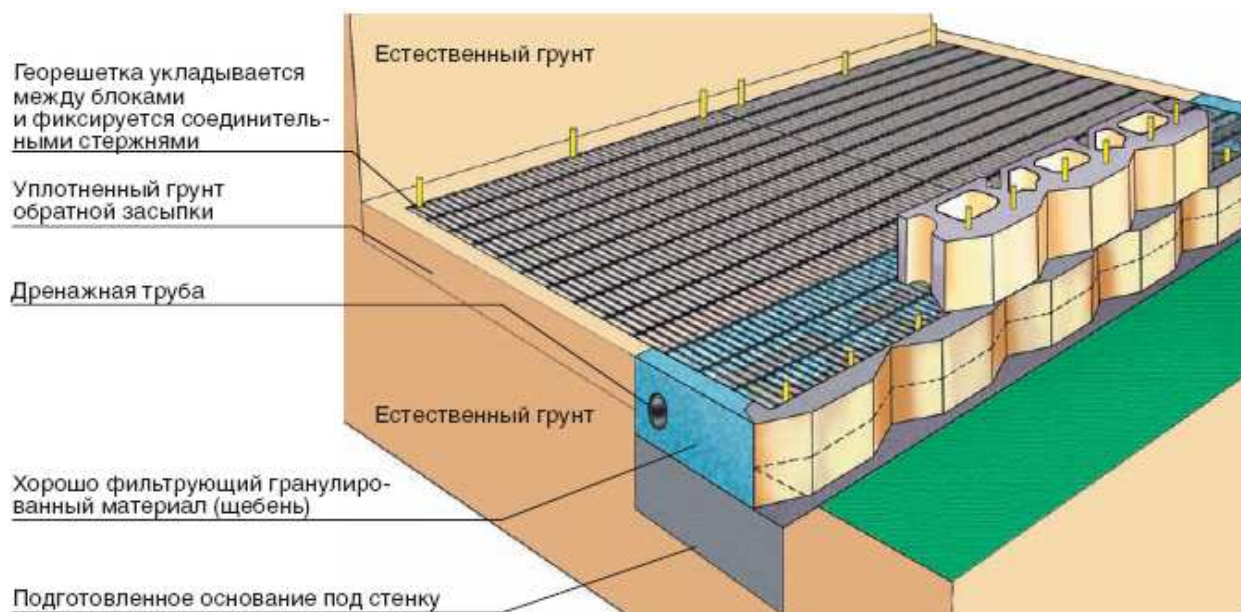 Естественный грунт
Георешетка укладывается
между блоками
и фиксируется соединитель-
ными стержнями
Уплотненный грунт
обратной засыпки
Дренажная труба
Естественный грунт
Хорошо фильтрующий гранулиро-
ванный материал (щебень)
Подготовленное основание под стенку